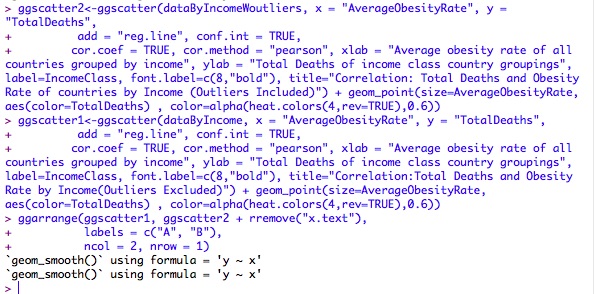 > ggscatter2<-ggscatter(dataByIncomeWoutliers, x = "AverageObesityRate", y =
"TotalDeaths",
+ add = "reg.line", conf.int = TRUE,
+ cor.coef = TRUE, cor.method = "pearson", xlab = "Average obesity rate of all
countries grouped by income", ylab = "Total Deaths of income class country groupings",
label=IncomeClass, font.label=c(8,"bold"), title="Correlation: Total Deaths and Obesity
Rate of countries by Income (Outliers Included)") + geom_point(size=AverageObesityRate,
aes(color=TotalDeaths) , color=alpha(heat.colors(4,rev=TRUE),0.6))
> ggscatter1<-ggscatter(dataByIncome, x = "AverageObesityRate", y = "TotalDeaths",
+ add = "reg.line", conf.int = TRUE,
+ cor.coef = TRUE, cor.method = "pearson", xlab = "Average obesity rate of all
countries grouped by income", ylab = "Total Deaths of income class country groupings",
label=IncomeClass, font.label=c(8,"bold"), title="Correlation:Total Deaths and Obesity
Rate by Income(Outliers Excluded)") + geom_point(size=AverageObesityRate,
aes(color=TotalDeaths) , color=alpha(heat.colors(4,rev=TRUE),0.6))
> ggarrange(ggscatter1, ggscatter2 + rremove("x.text"),
+ labels = c("A", "B"),
+ ncol = 2, nrow = 1)
`geom_smooth()` using formula = 'y ~ x'
`geom_smooth()` using formula = 'y ~ x'
>